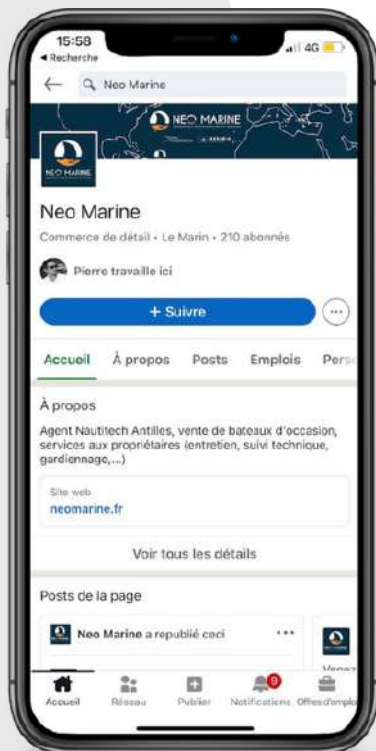 15:58
4G
◀ Recherche
Neo Marine
NEO MARINE
NEO MARINE
Neo Marine
Commerce de détail • Le Marin • 210 abonnés
Pierre travaille ici
+ Suivre
Accueil À propos Posts Emplois Pers
À propos
Agent Nautitech Antilles, vente de bateaux d'occasion,
services aux propriétaires (entretien, suivi technique,
gardiennage,...)
Site web
neomarine.fr
Voir tous les détails
Posts de la page
Neo Marine a republié ceci
Venez
9
Accueil Réseau Publier Notifications Offres d'emploi